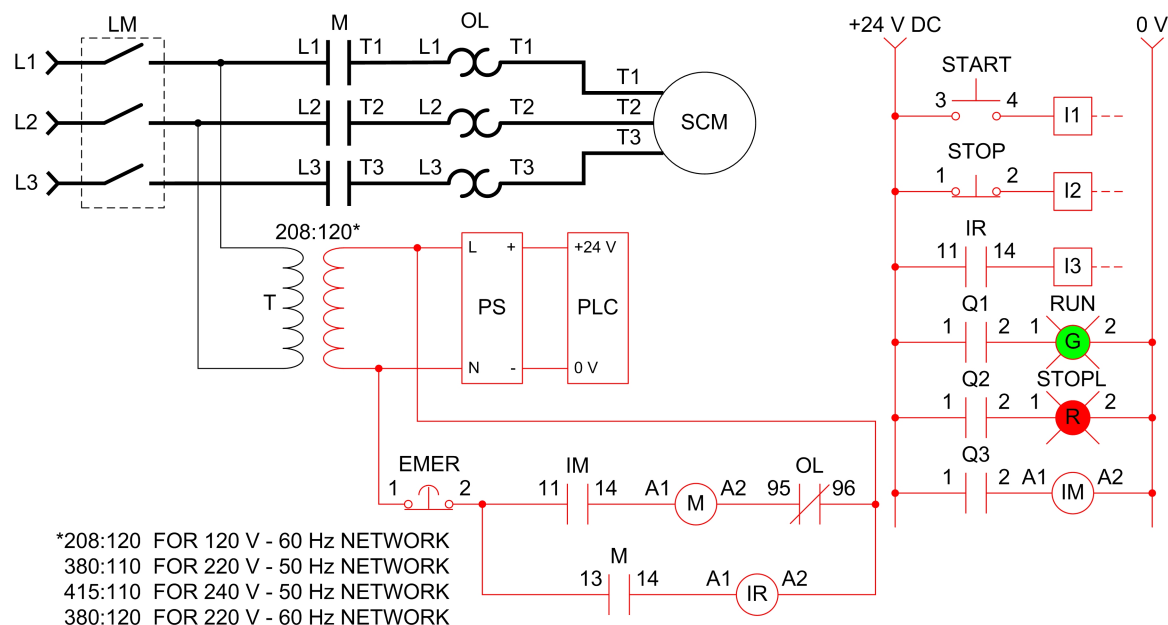 LM M OL
L1 L1 T1 L1 T1 T1
L2 L2 T2 L2 T2 T2
L3 L3 T3 L3 T3 T3
SCM
208:120*
T
L + +24 V
PS PLC
N - 0 V
EMER
1 2
IM
11 14
A1 M A2
OL
95 96
M
13 14
A1 IR A2
*208:120 FOR 120 V - 60 Hz NETWORK
380:110 FOR 220 V - 50 Hz NETWORK
415:110 FOR 240 V - 50 Hz NETWORK
380:120 FOR 220 V - 60 Hz NETWORK
+24 V DC 0 V
START
3 4 I1
STOP
1 2 I2
IR
11 14 I3
Q1 RUN
1 2 1 G 2
Q2 STOPL
1 2 1 R 2
Q3
1 2 A1 IM A2